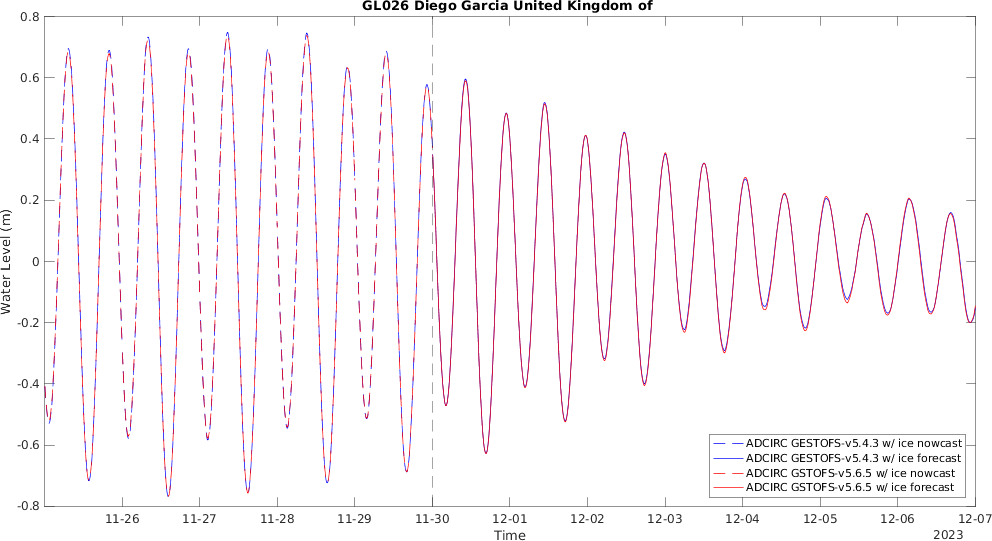 GL026 Diego Garcia United Kingdom of
0.8
0.6
0.4
0.2
0
-0.2
-0.4
-0.6
-0.8
Water Level (m)
ADCIRC GESTOFS-v5.4.3 w/ ice nowcast
ADCIRC GESTOFS-v5.4.3 w/ ice forecast
ADCIRC GSTOFS-v5.6.5 w/ ice nowcast
ADCIRC GSTOFS-v5.6.5 w/ ice forecast
11-26 11-27 11-28 11-29 11-30 12-01 12-02 12-03 12-04 12-05 12-06 12-07
Time
2023